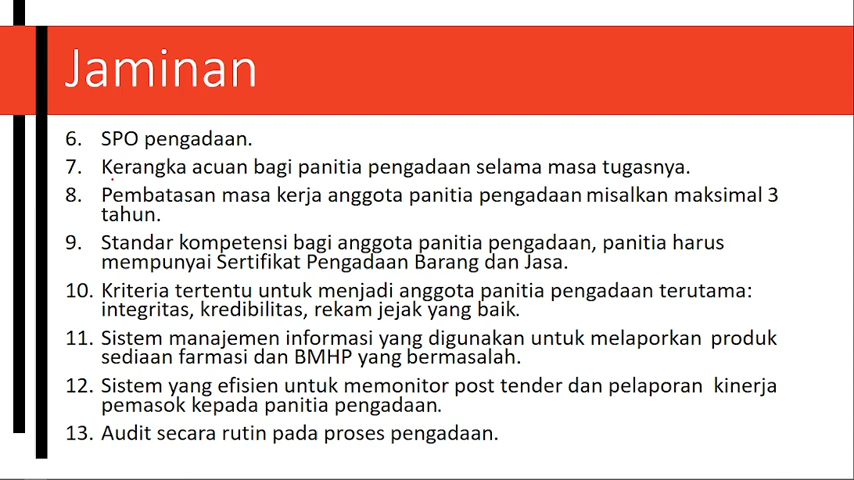 Jaminan
6. SPO pengadaan.
7. Kerangka acuan bagi panitia pengadaan selama masa tugasnya.
8. Pembatasan masa kerja anggota panitia pengadaan misalkan maksimal 3
tahun.
9. Standar kompetensi bagi anggota panitia pengadaan, panitia harus
mempunyai Sertifikat Pengadaan Barang dan Jasa.
10. Kriteria tertentu untuk menjadi anggota panitia pengadaan terutama:
integritas, kredibilitas, rekam jejak yang baik.
11. Sistem manajemen informasi yang digunakan untuk melaporkan produk
sediaan farmasi dan BMHP yang bermasalah.
12. Sistem yang efisien untuk memonitor post tender dan pelaporan kinerja
pemasok kepada panitia pengadaan.
13. Audit secara rutin pada proses pengadaan.